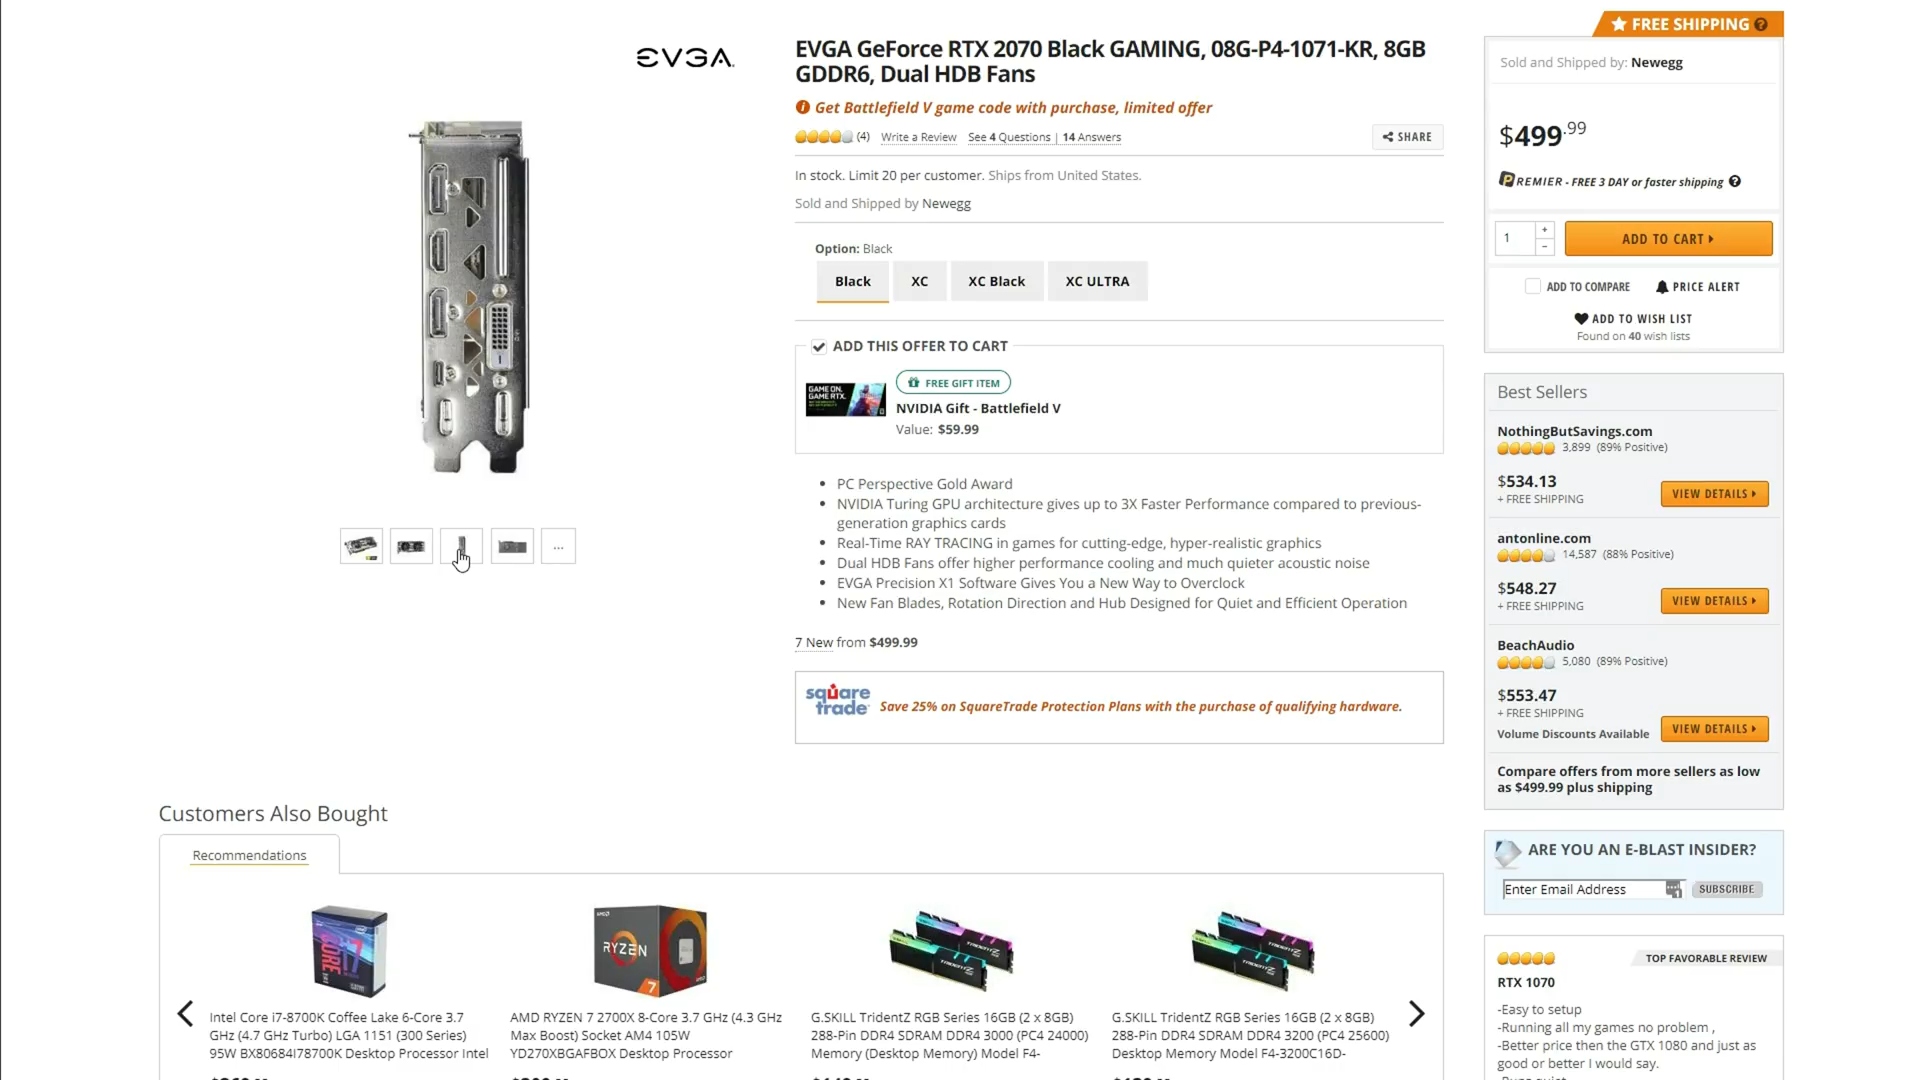 EVGA
EVGA GeForce RTX 2070 Black GAMING, 08G-P4-1071-KR, 8GB
GDDR6, Dual HDB Fans
Get Battlefield V game code with purchase, limited offer
(4) Write a Review See 4 Questions | 14 Answers
SHARE
In stock. Limit 20 per customer. Ships from United States.
Sold and Shipped by Newegg
Option: Black
Black XC XC Black XC ULTRA
ADD THIS OFFER TO CART
GAME ON.
GAME RTX.
FREE GIFT ITEM
NVIDIA Gift - Battlefield V
Value: $59.99
• PC Perspective Gold Award
• NVIDIA Turing GPU architecture gives up to 3X Faster Performance compared to previous-
generation graphics cards
• Real-Time RAY TRACING in games for cutting-edge, hyper-realistic graphics
• Dual HDB Fans offer higher performance cooling and much quieter acoustic noise
• EVGA Precision X1 Software Gives You a New Way to Overclock
• New Fan Blades, Rotation Direction and Hub Designed for Quiet and Efficient Operation
7 New from $499.99
square
trade
Save 25% on SquareTrade Protection Plans with the purchase of qualifying hardware.
...
FREE SHIPPING ?
Sold and Shipped by: Newegg
$499.99
PREMIER - FREE 3 DAY or faster shipping ?
1 + -
ADD TO CART
ADD TO COMPARE PRICE ALERT
ADD TO WISH LIST
Found on 40 wish lists
Best Sellers
NothingButSavings.com
3,899 (89% Positive)
$534.13
+ FREE SHIPPING
VIEW DETAILS
antonline.com
14,587 (88% Positive)
$548.27
+ FREE SHIPPING
VIEW DETAILS
BeachAudio
5,080 (89% Positive)
$553.47
+ FREE SHIPPING
Volume Discounts Available
VIEW DETAILS
Compare offers from more sellers as low
as $499.99 plus shipping
ARE YOU AN E-BLAST INSIDER?
Enter Email Address SUBSCRIBE
TOP FAVORABLE REVIEW
RTX 1070
-Easy to setup
-Running all my games no problem ,
-Better price then the GTX 1080 and just as
good or better I would say.
Customers Also Bought
Recommendations
CORE i7
Intel Core i7-8700K Coffee Lake 6-Core 3.7
GHz (4.7 GHz Turbo) LGA 1151 (300 Series)
95W BX80684I78700K Desktop Processor Intel
RYZEN
7
AMD RYZEN 7 2700X 8-Core 3.7 GHz (4.3 GHz
Max Boost) Socket AM4 105W
YD270XBGAFBOX Desktop Processor
TRIDENTZ
G.SKILL TridentZ RGB Series 16GB (2 x 8GB)
288-Pin DDR4 SDRAM DDR4 3000 (PC4 24000)
Memory (Desktop Memory) Model F4-
TRIDENTZ
G.SKILL TridentZ RGB Series 16GB (2 x 8GB)
288-Pin DDR4 SDRAM DDR4 3200 (PC4 25600)
Desktop Memory Model F4-3200C16D-